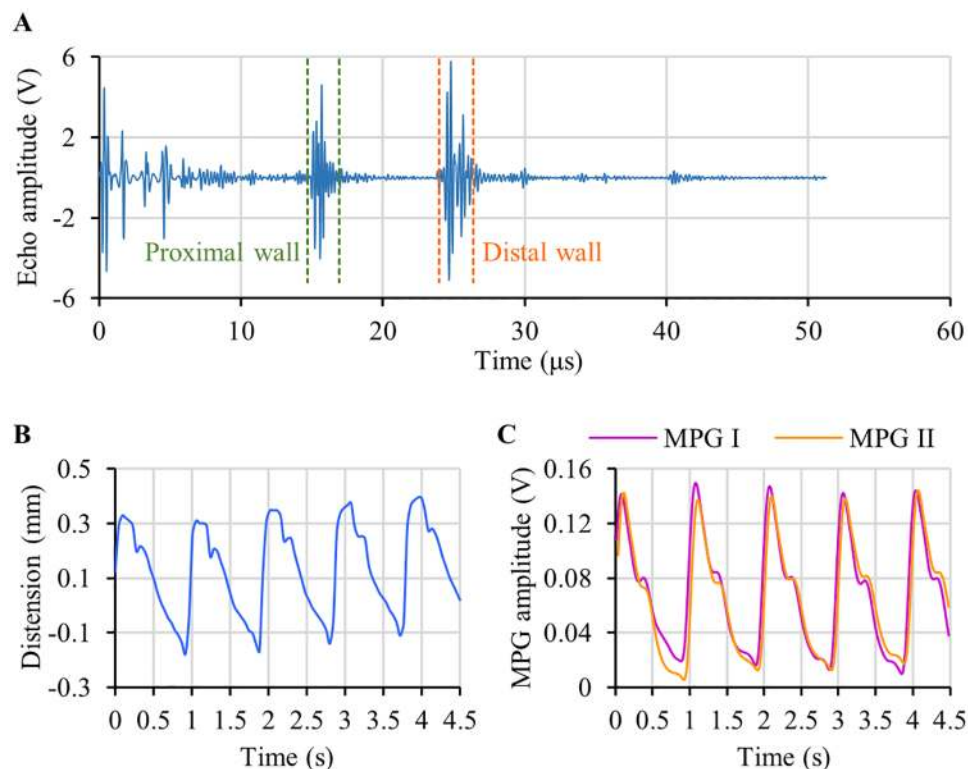 A
Echo amplitude (V)
6
2
-2
-6
Proximal wall
Distal wall
0 10 20 30 40 50 60
Time (μs)
B
Distension (mm)
0.5
0.3
0.1
-0.1
-0.3
0 0.5 1 1.5 2 2.5 3 3.5 4 4.5
Time (s)
C
MPG I MPG II
MPG amplitude (V)
0.16
0.12
0.08
0.04
0
0 0.5 1 1.5 2 2.5 3 3.5 4 4.5
Time (s)